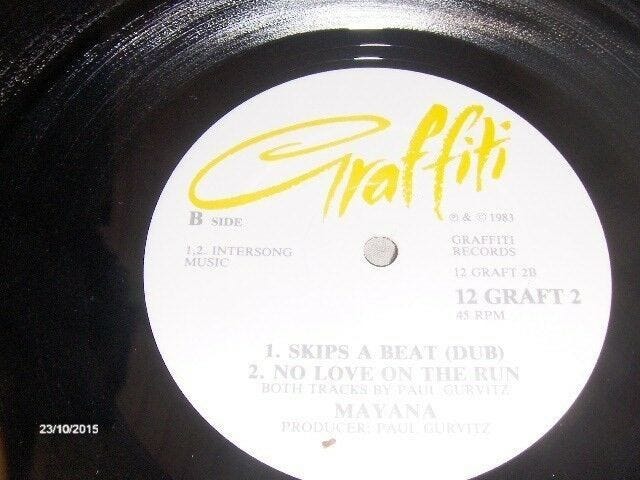 Graffiti
B SIDE
℗ & © 1983
1,2. INTERSONG
MUSIC
GRAFFITI
RECORDS
12 GRAFT 2B
12 GRAFT 2
45 RPM
1. SKIPS A BEAT (DUB)
2. NO LOVE ON THE RUN
BOTH TRACKS BY PAUL GURVITZ
MAYANA
PRODUCER: PAUL GURVITZ
23/10/2015